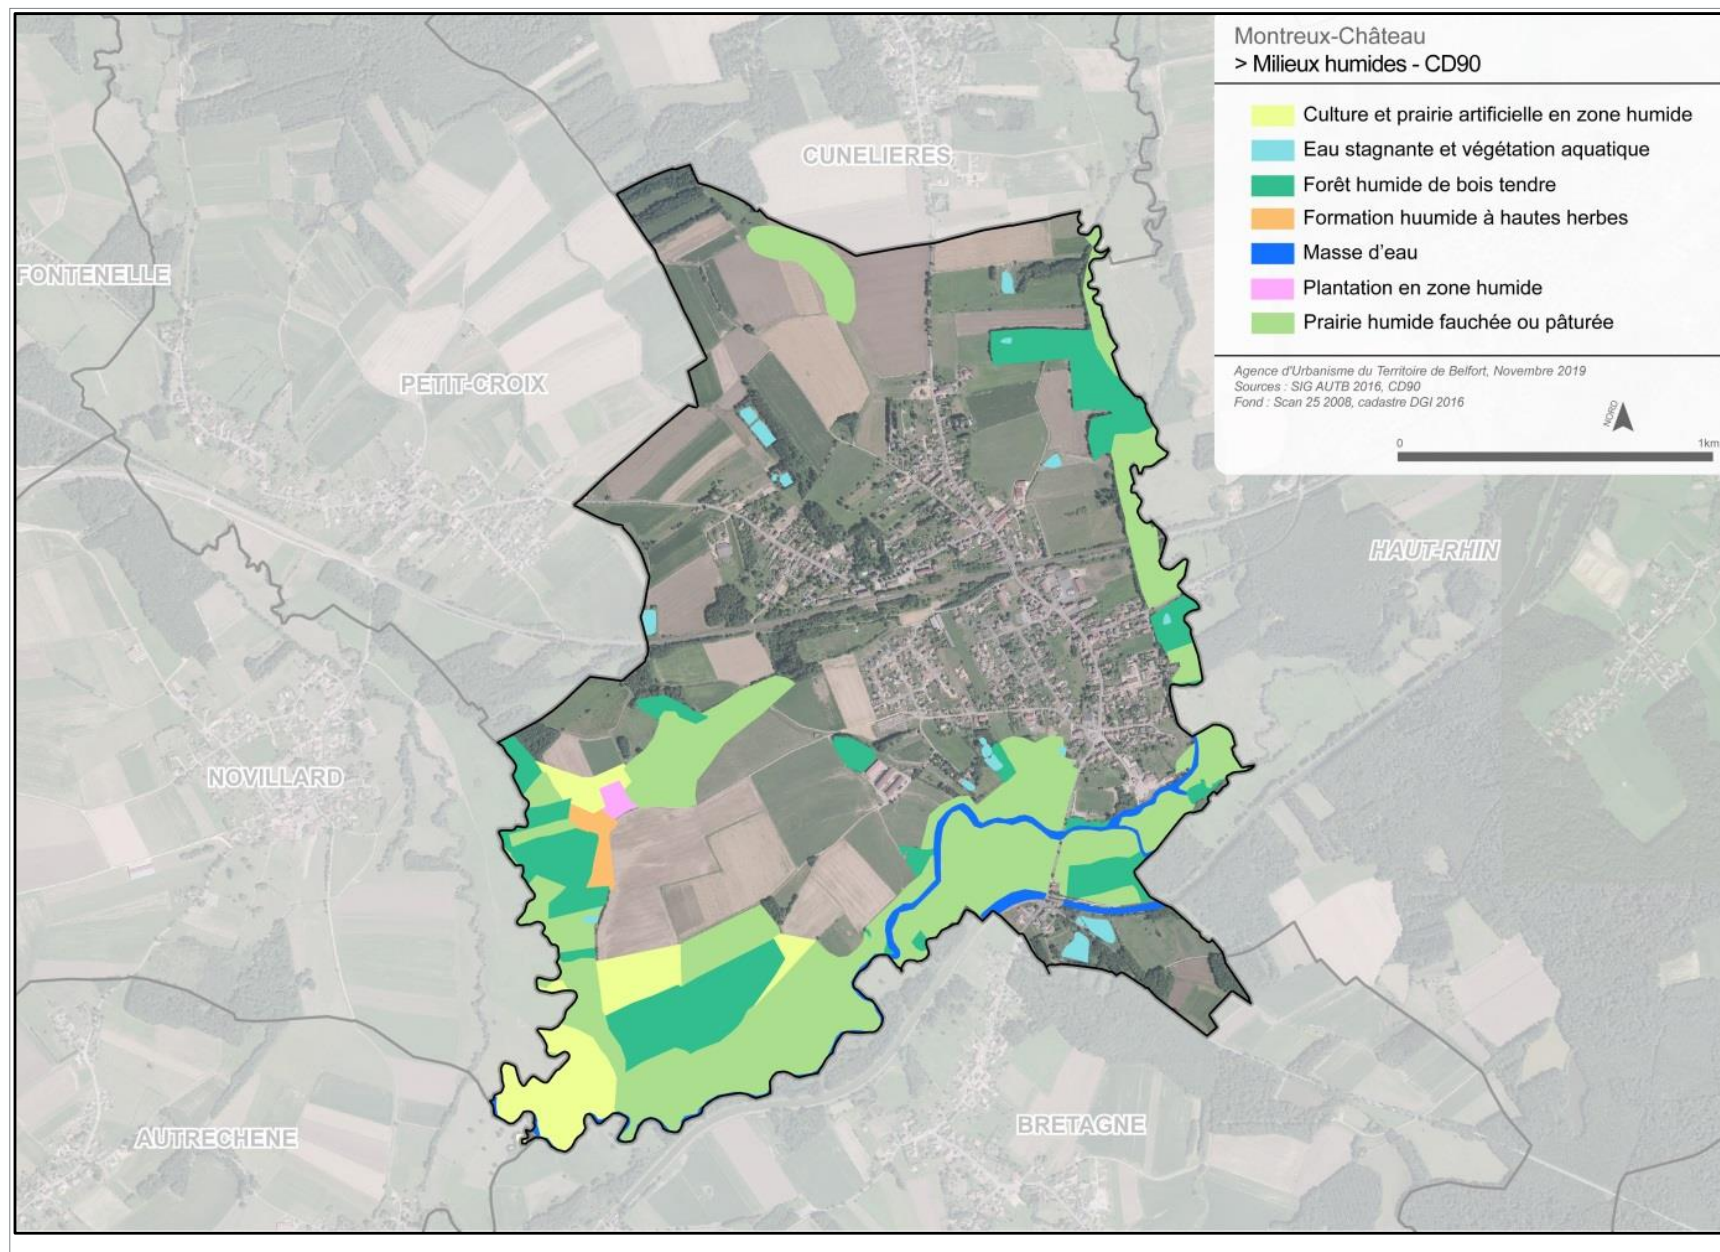 Montreux-Château
> Milieux humides - CD90
Culture et prairie artificielle en zone humide
Eau stagnante et végétation aquatique
Forêt humide de bois tendre
Formation huumide à hautes herbes
Masse d'eau
Plantation en zone humide
Prairie humide fauchée ou pâturée
Agence d'Urbanisme du Territoire de Belfort, Novembre 2019
Sources : SIG AUTB 2016, CD90
Fond : Scan 25 2008, cadastre DGI 2016
NORD
0 1km
CUNELIERES
FONTENELLE
PETIT-CROIX
HAUT-RHIN
NOVILLARD
AUTRECHENE
BRETAGNE